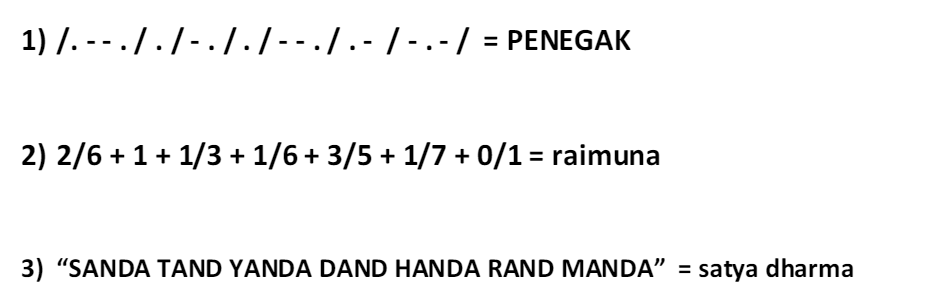 1) /. - - . / . / - . / . / - - . / . - / - . - / = PENEGAK
2) 2/6 + 1 + 1/3 + 1/6 + 3/5 + 1/7 + 0/1 = raimuna
3) “SANDA TAND YANDA DAND HANDA RAND MANDA” = satya dharma